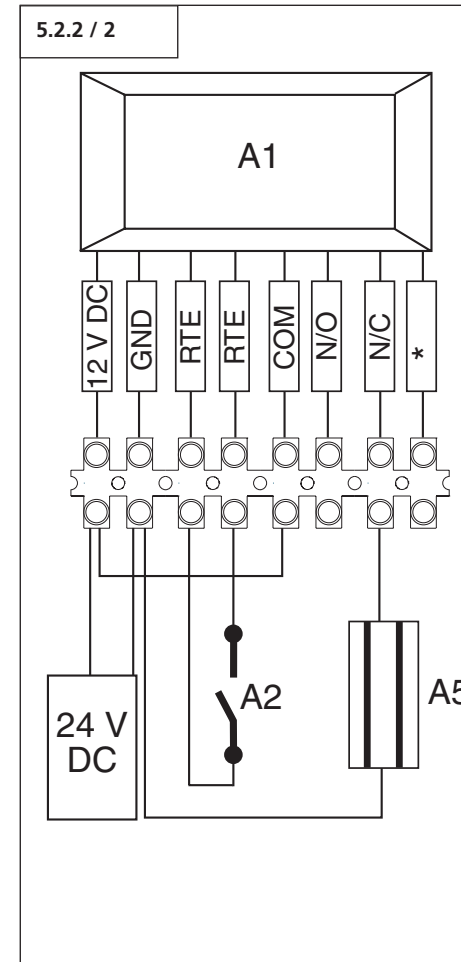 5.2.2 / 2
A1
12 V DC
GND
RTE
RTE
COM
N/O
N/C
*
A2
A5
24 V
DC